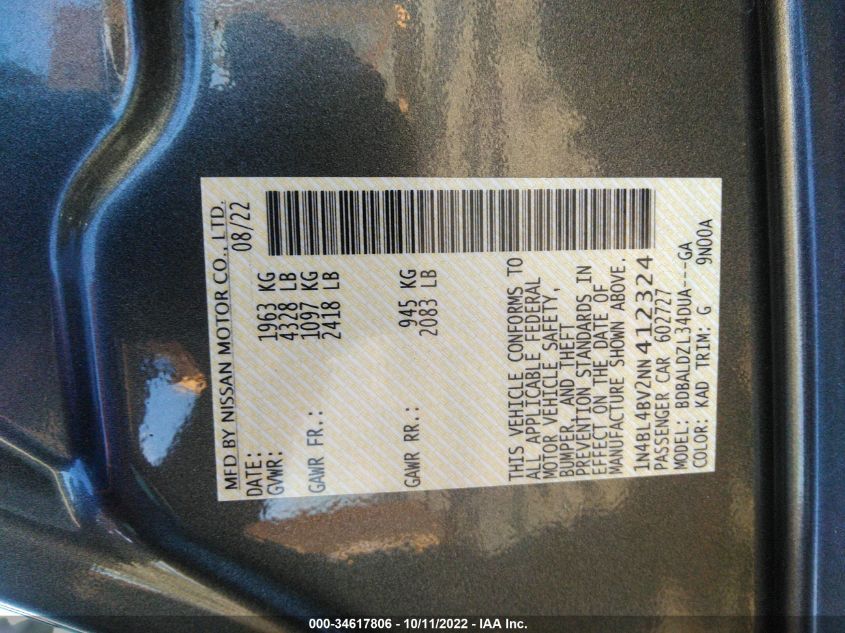 MFD BY NISSAN MOTOR CO., LTD.
DATE: 08/22
GVWR: 1963 KG
4328 LB
GAWR FR.: 1097 KG
2418 LB
GAWR RR.: 945 KG
2083 LB
THIS VEHICLE CONFORMS TO
ALL APPLICABLE FEDERAL
MOTOR VEHICLE SAFETY,
BUMPER, AND THEFT
PREVENTION STANDARDS IN
EFFECT ON THE DATE OF
MANUFACTURE SHOWN ABOVE.
1N4BL4BV2NN412324
PASSENGER CAR 602727
MODEL: BDBALDZL34DUA---GA
COLOR: KAD TRIM: G 9N00A
000-34617806 - 10/11/2022 - IAA Inc.